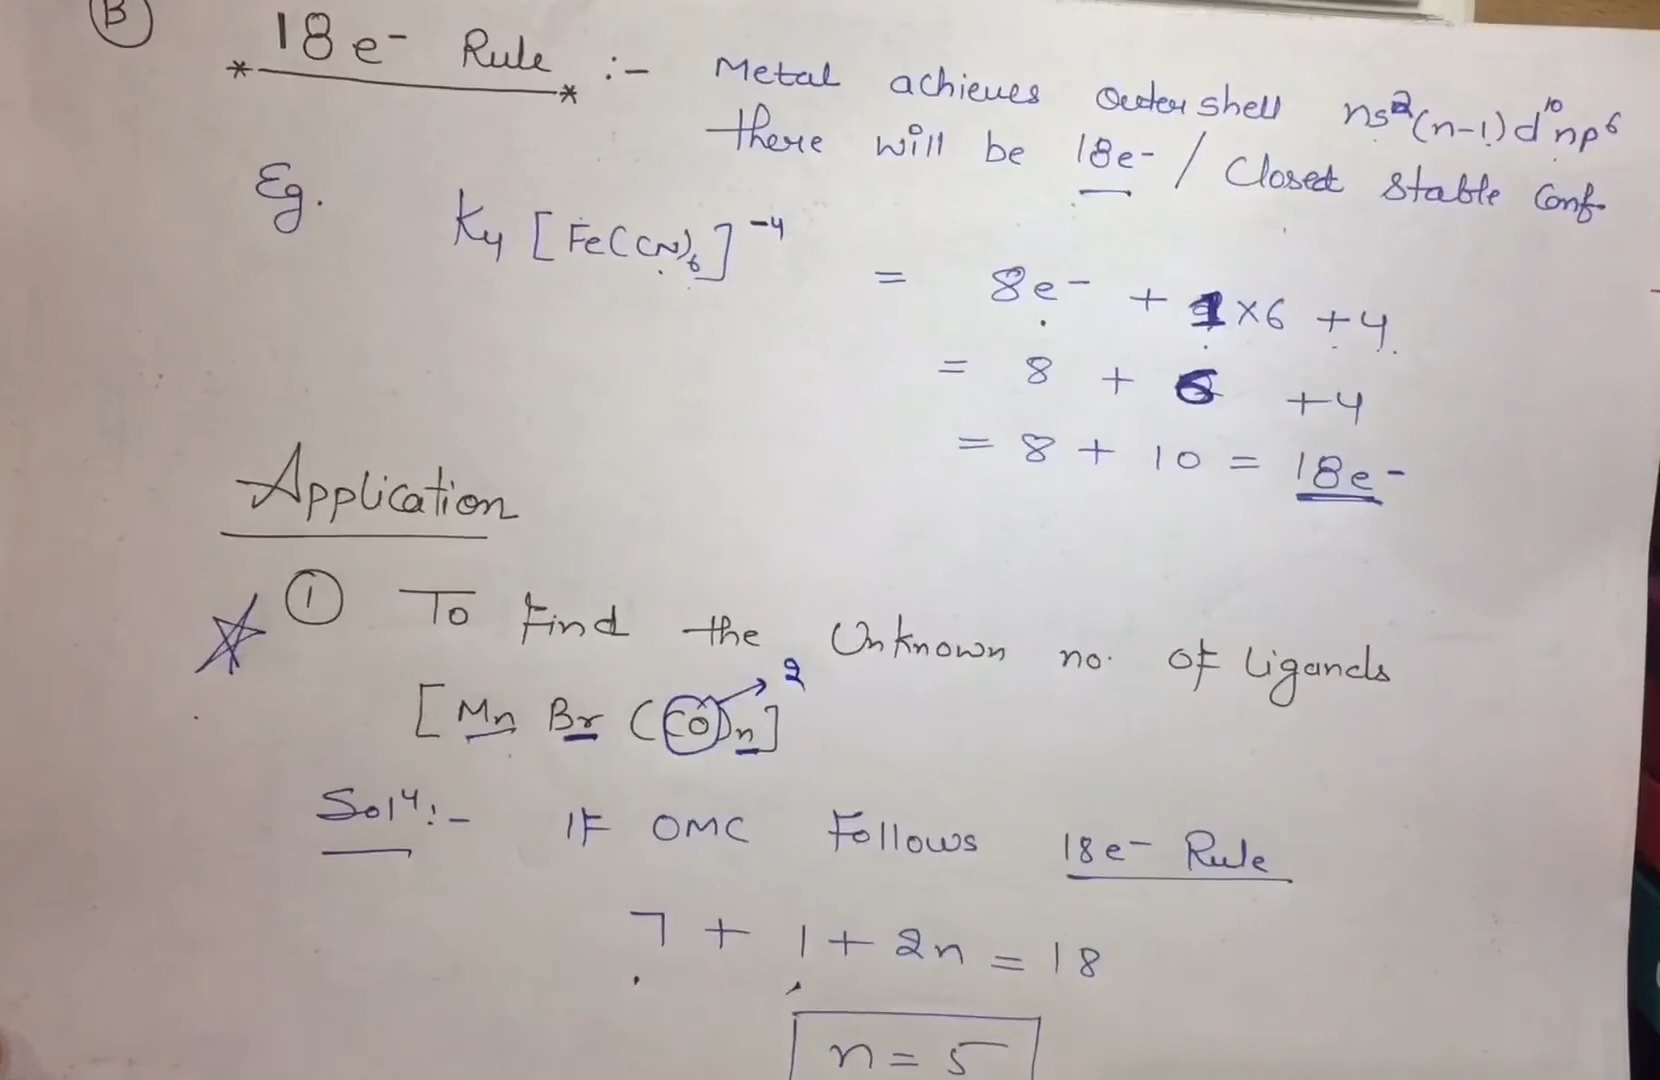 B
18e⁻ Rule :- Metal achieves outer shell ns²(n-1)d¹⁰np⁶
there will be 18e⁻ / Closed stable Conf.
Eg. K₄[Fe(CN)₆]⁻⁴ = 8e⁻ + 1×6 +4
= 8 + 6 +4
= 8 + 10 = 18e⁻
Application
① To Find the Unknown no. of ligands
[Mn Br (CO)n] → 2
Solⁿ:- IF OMC Follows 18e⁻ Rule
7 + 1 + 2n = 18
n = 5